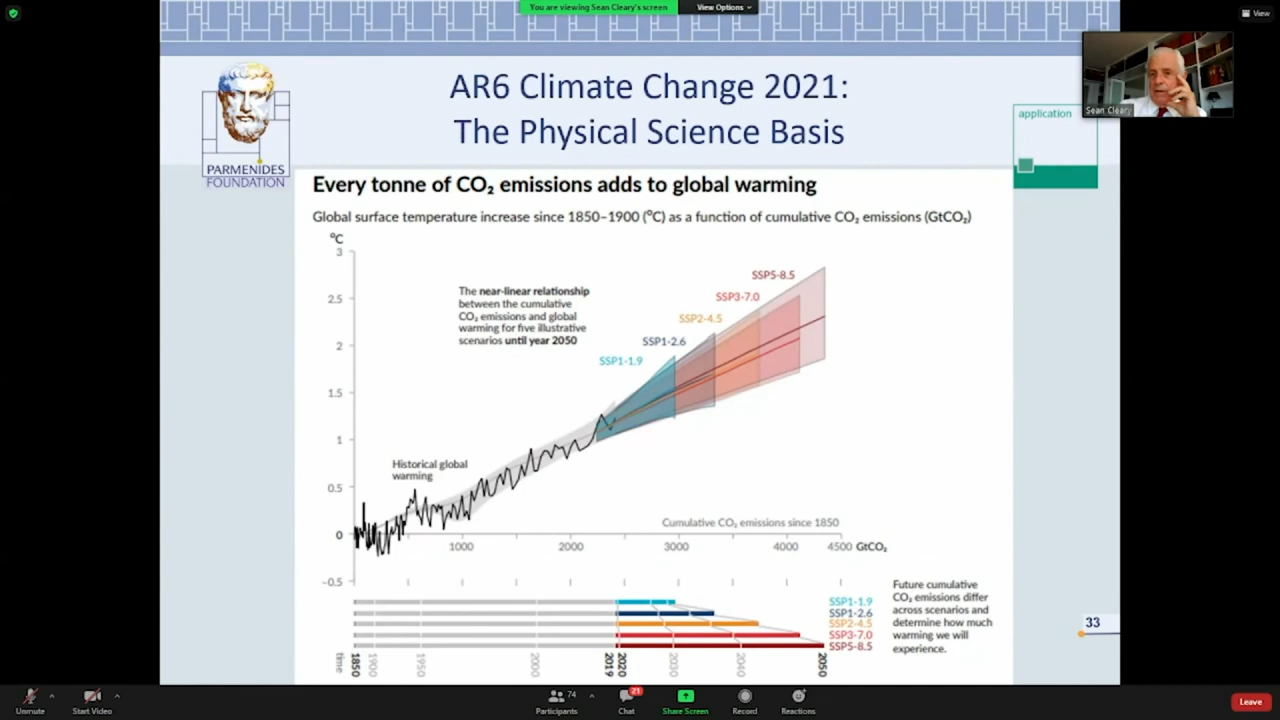 You are viewing Sean Cleary's screen
View Options
View
AR6 Climate Change 2021:
The Physical Science Basis
PARMENIDES
FOUNDATION
Sean Cleary
application
Every tonne of CO₂ emissions adds to global warming
Global surface temperature increase since 1850–1900 (°C) as a function of cumulative CO₂ emissions (GtCO₂)
°C
3
2.5
2
1.5
1
0.5
0
–0.5
The near-linear relationship
between the cumulative
CO₂ emissions and global
warming for five illustrative
scenarios until year 2050
SSP5-8.5
SSP3-7.0
SSP2-4.5
SSP1-2.6
SSP1-1.9
Historical global
warming
Cumulative CO₂ emissions since 1850
1000
2000
3000
4000
4500 GtCO₂
SSP1-1.9
SSP1-2.6
SSP2-4.5
SSP3-7.0
SSP5-8.5
Future cumulative
CO₂ emissions differ
across scenarios and
determine how much
warming we will
experience.
33
time
1850
1900
1950
2000
2019
2020
2030
2040
2050
Unmute
Start Video
Participants
74
Chat
21
Share Screen
Record
Reactions
Leave